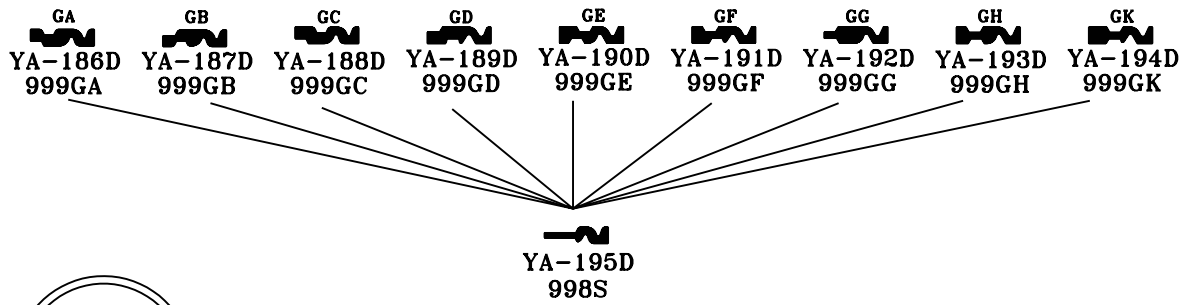 GA GB GC GD GE GF GG GH GK
YA-186D YA-187D YA-188D YA-189D YA-190D YA-191D YA-192D YA-193D YA-194D
999GA 999GB 999GC 999GD 999GE 999GF 999GG 999GH 999GK
YA-195D
998S